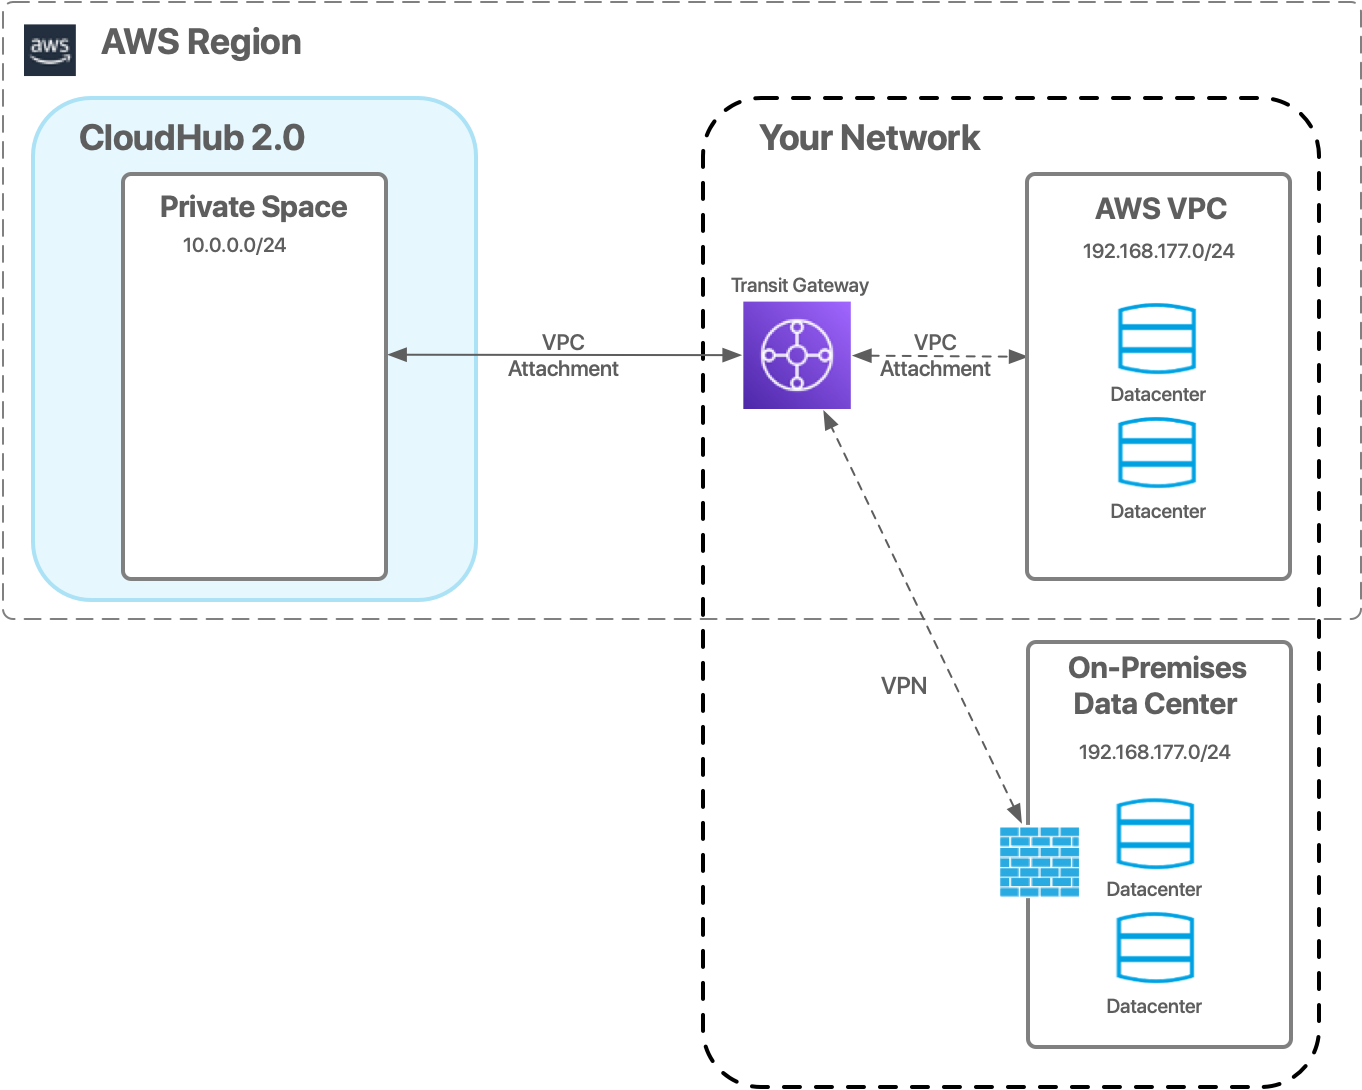 aws
AWS Region
CloudHub 2.0
Private Space
10.0.0.0/24
VPC
Attachment
Your Network
Transit Gateway
VPC
Attachment
AWS VPC
192.168.177.0/24
Datacenter
Datacenter
VPN
On-Premises
Data Center
192.168.177.0/24
Datacenter
Datacenter